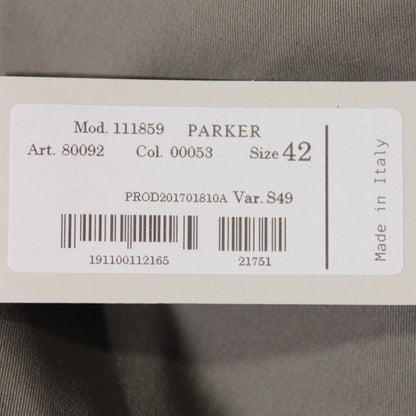 Mod. 111859 PARKER
Art. 80092 Col. 00053 Size 42
PROD201701810A Var. S49
191100112165 21751
Made in Italy